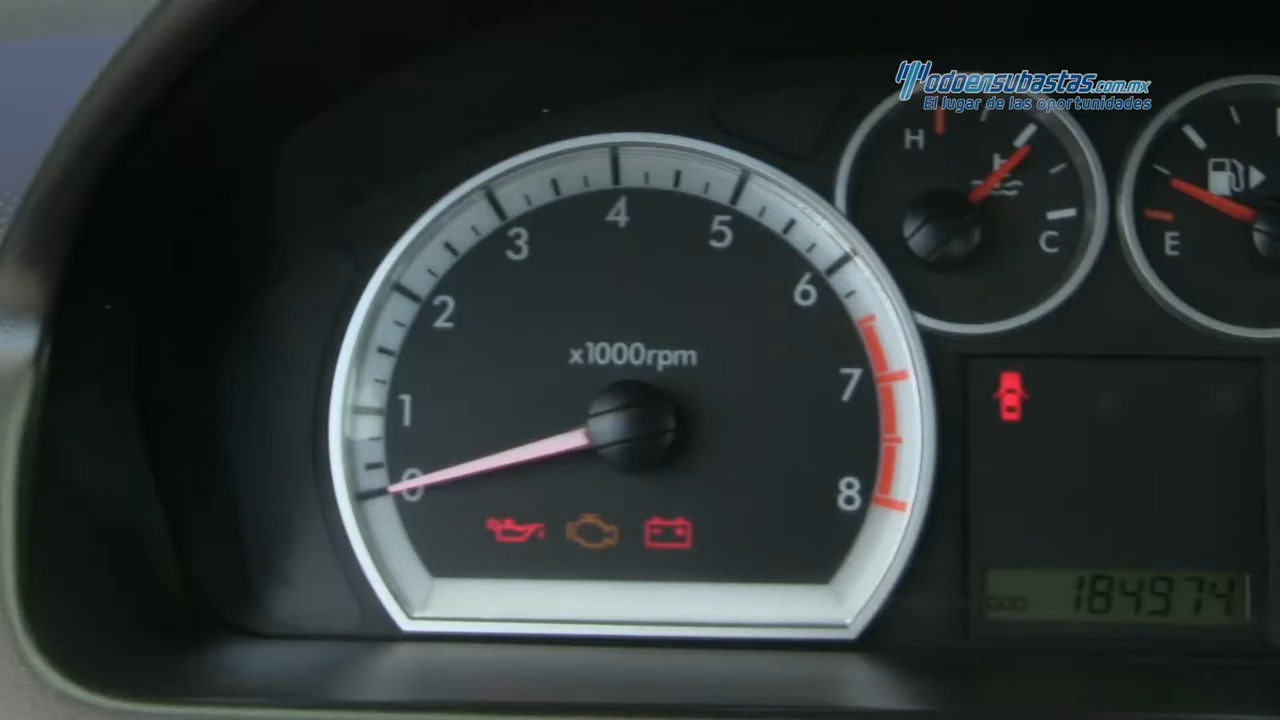 Todoensubastas.com.mx
El lugar de las oportunidades
H
C
E
0
1
2
3
4
5
6
7
8
x1000rpm
184974